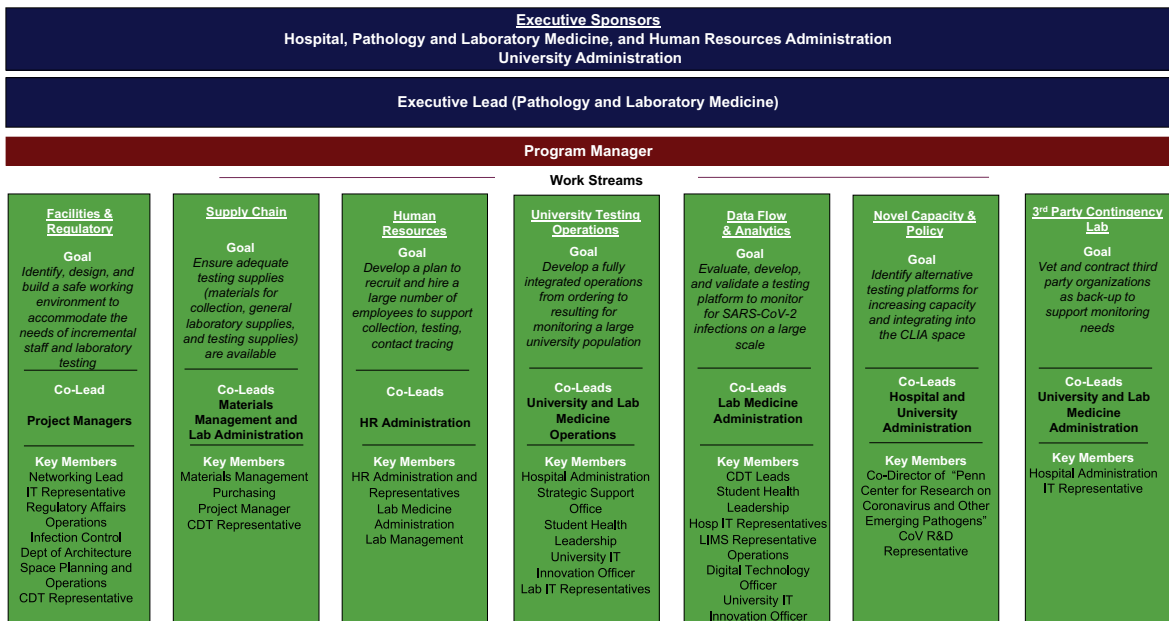 Executive Sponsors
Hospital, Pathology and Laboratory Medicine, and Human Resources Administration
University Administration
Executive Lead (Pathology and Laboratory Medicine)
Program Manager
Work Streams
Facilities &
Regulatory
Goal
Identify, design, and
build a safe working
environment to
accommodate the
needs of incremental
staff and laboratory
testing
Co-Lead
Project Managers
Key Members
Networking Lead
IT Representative
Regulatory Affairs
Operations
Infection Control
Dept of Architecture
Space Planning and
Operations
CDT Representative
Supply Chain
Goal
Ensure adequate
testing supplies
(materials for
collection, general
laboratory supplies,
and testing supplies)
are available
Co-Leads
Materials
Management and
Lab Administration
Key Members
Materials Management
Purchasing
Project Manager
CDT Representative
Human
Resources
Goal
Develop a plan to
recruit and hire a
large number of
employees to support
collection, testing,
contact tracing
Co-Leads
HR Administration
Key Members
HR Administration and
Representatives
Lab Medicine
Administration
Lab Management
University Testing
Operations
Goal
Develop a fully
integrated operations
from ordering to
resulting for
monitoring a large
university population
Co-Leads
University and Lab
Medicine
Operations
Key Members
Hospital Administration
Strategic Support
Office
Student Health
Leadership
University IT
Innovation Officer
Lab IT Representatives
Data Flow
& Analytics
Goal
Evaluate, develop,
and validate a testing
platform to monitor
for SARS-CoV-2
infections on a large
scale
Co-Leads
Lab Medicine
Administration
Key Members
CDT Leads
Student Health
Leadership
Hosp IT Representatives
LIMS Representative
Operations
Digital Technology
Officer
University IT
Innovation Officer
Novel Capacity &
Policy
Goal
Identify alternative
testing platforms for
increasing capacity
and integrating into
the CLIA space
Co-Leads
Hospital and
University
Administration
Key Members
Co-Director of “Penn
Center for Research on
Coronavirus and Other
Emerging Pathogens”
CoV R&D
Representative
3rd Party Contingency
Lab
Goal
Vet and contract third
party organizations
as back-up to
support monitoring
needs
Co-Leads
University and Lab
Medicine
Administration
Key Members
Hospital Administration
IT Representative